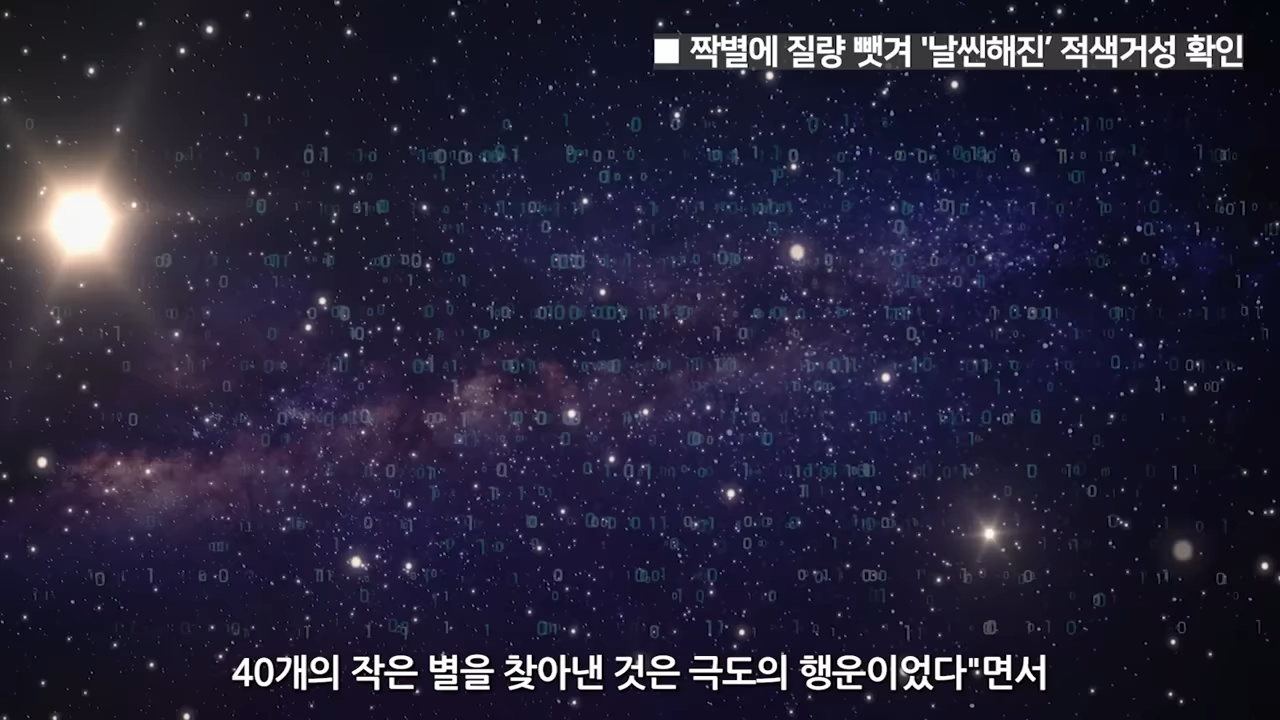 ■ 짝별에 질량 뺏겨 '날씬해진' 적색거성 확인
40개의 작은 별을 찾아낸 것은 극도의 행운이었다"면서